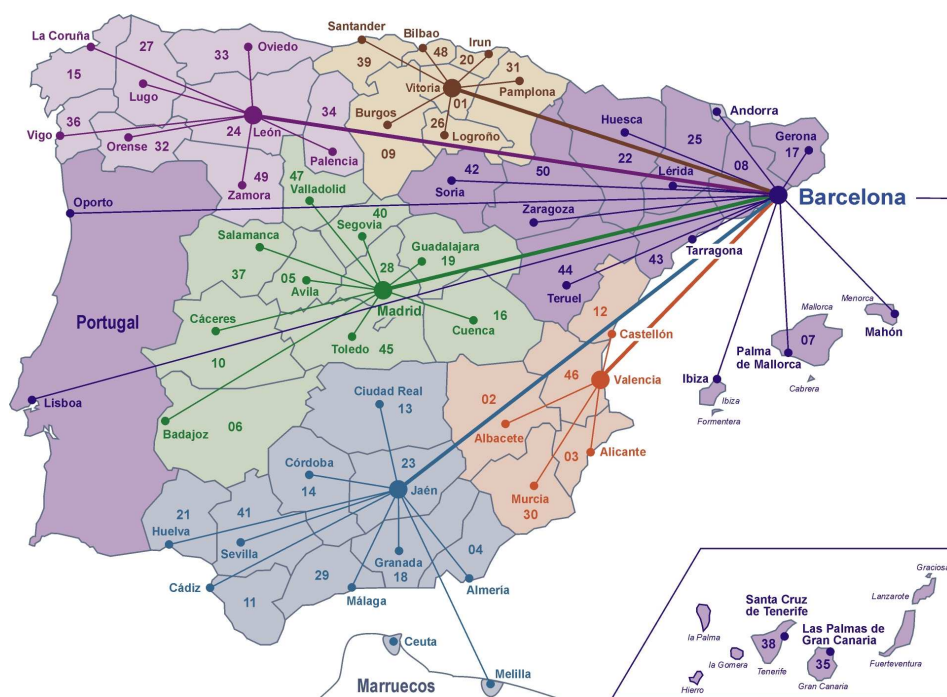 Santander
Bilbao
Irun
La Coruña
27
33
Oviedo
39
48
20
31
15
Vitoria
Pamplona
Lugo
34
01
Andorra
36
Burgos
26
Huesca
25
Gerona
Vigo
24
León
Logroño
17
Orense
32
Palencia
09
22
08
49
47
42
50
Lérida
Zamora
Valladolid
Soria
Barcelona
Oporto
40
Zaragoza
Segovia
Salamanca
Guadalajara
Tarragona
37
05
28
19
44
43
Avila
Teruel
Madrid
Portugal
Cáceres
16
12
Mallorca
Menorca
Cuenca
Castellón
Mahón
Toledo
45
07
10
Palma
de Mallorca
46
Ibiza
Valencia
Cabrera
Ciudad Real
02
Ibiza
Lisboa
13
Formentera
Badajoz
06
Albacete
03
Alicante
Córdoba
23
14
Jaén
Murcia
21
41
30
Huelva
Sevilla
04
Granada
Graciosa
29
18
Cádiz
Málaga
Almería
Lanzarote
11
Santa Cruz
de Tenerife
Las Palmas de
Gran Canaria
la Palma
38
Ceuta
la Gomera
35
Fuerteventura
Melilla
Tenerife
Marruecos
Hierro
Gran Canaria